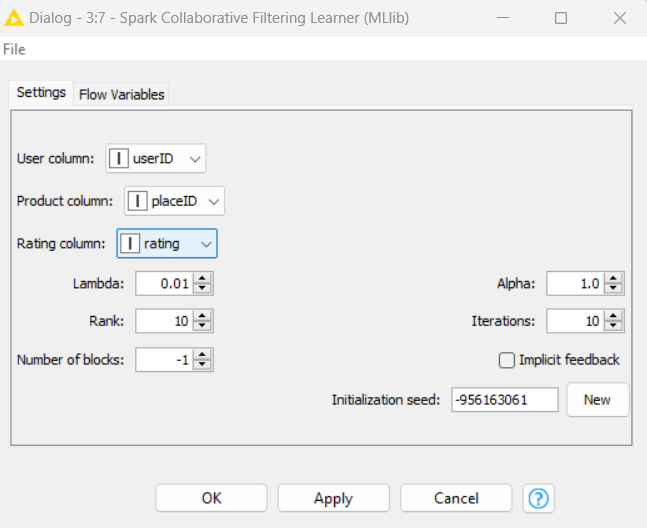 Dialog - 3:7 - Spark Collaborative Filtering Learner (MLlib)
File
Settings Flow Variables
User column: I userID
Product column: I placeID
Rating column: I rating
Lambda: 0.01 Alpha: 1.0
Rank: 10 Iterations: 10
Number of blocks: -1 Implicit feedback
Initialization seed: -956163061 New
OK Apply Cancel ?